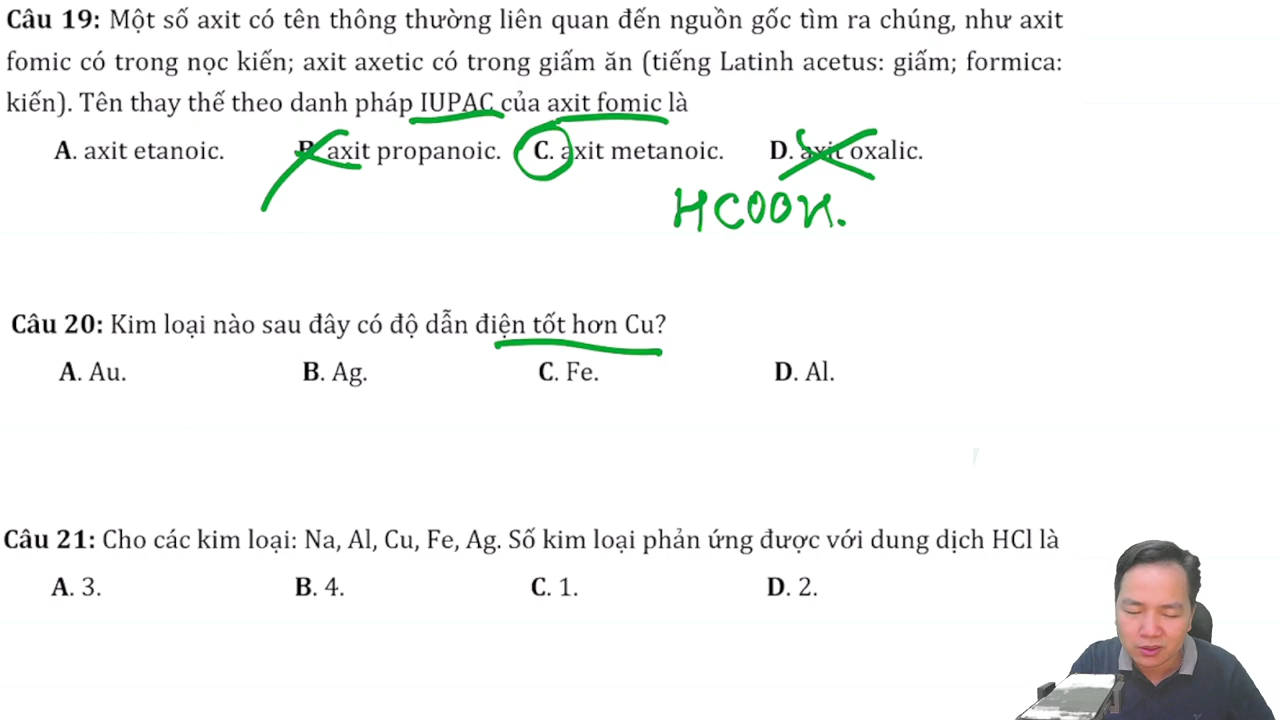 Câu 19: Một số axit có tên thông thường liên quan đến nguồn gốc tìm ra chúng, như axit
fomic có trong nọc kiến; axit axetic có trong giấm ăn (tiếng Latinh acetus: giấm; formica:
kiến). Tên thay thế theo danh pháp IUPAC của axit fomic là
A. axit etanoic. B. axit propanoic. C. axit metanoic. D. axit oxalic.
HCOOH.
Câu 20: Kim loại nào sau đây có độ dẫn điện tốt hơn Cu?
A. Au. B. Ag. C. Fe. D. Al.
Câu 21: Cho các kim loại: Na, Al, Cu, Fe, Ag. Số kim loại phản ứng được với dung dịch HCl là
A. 3. B. 4. C. 1. D. 2.